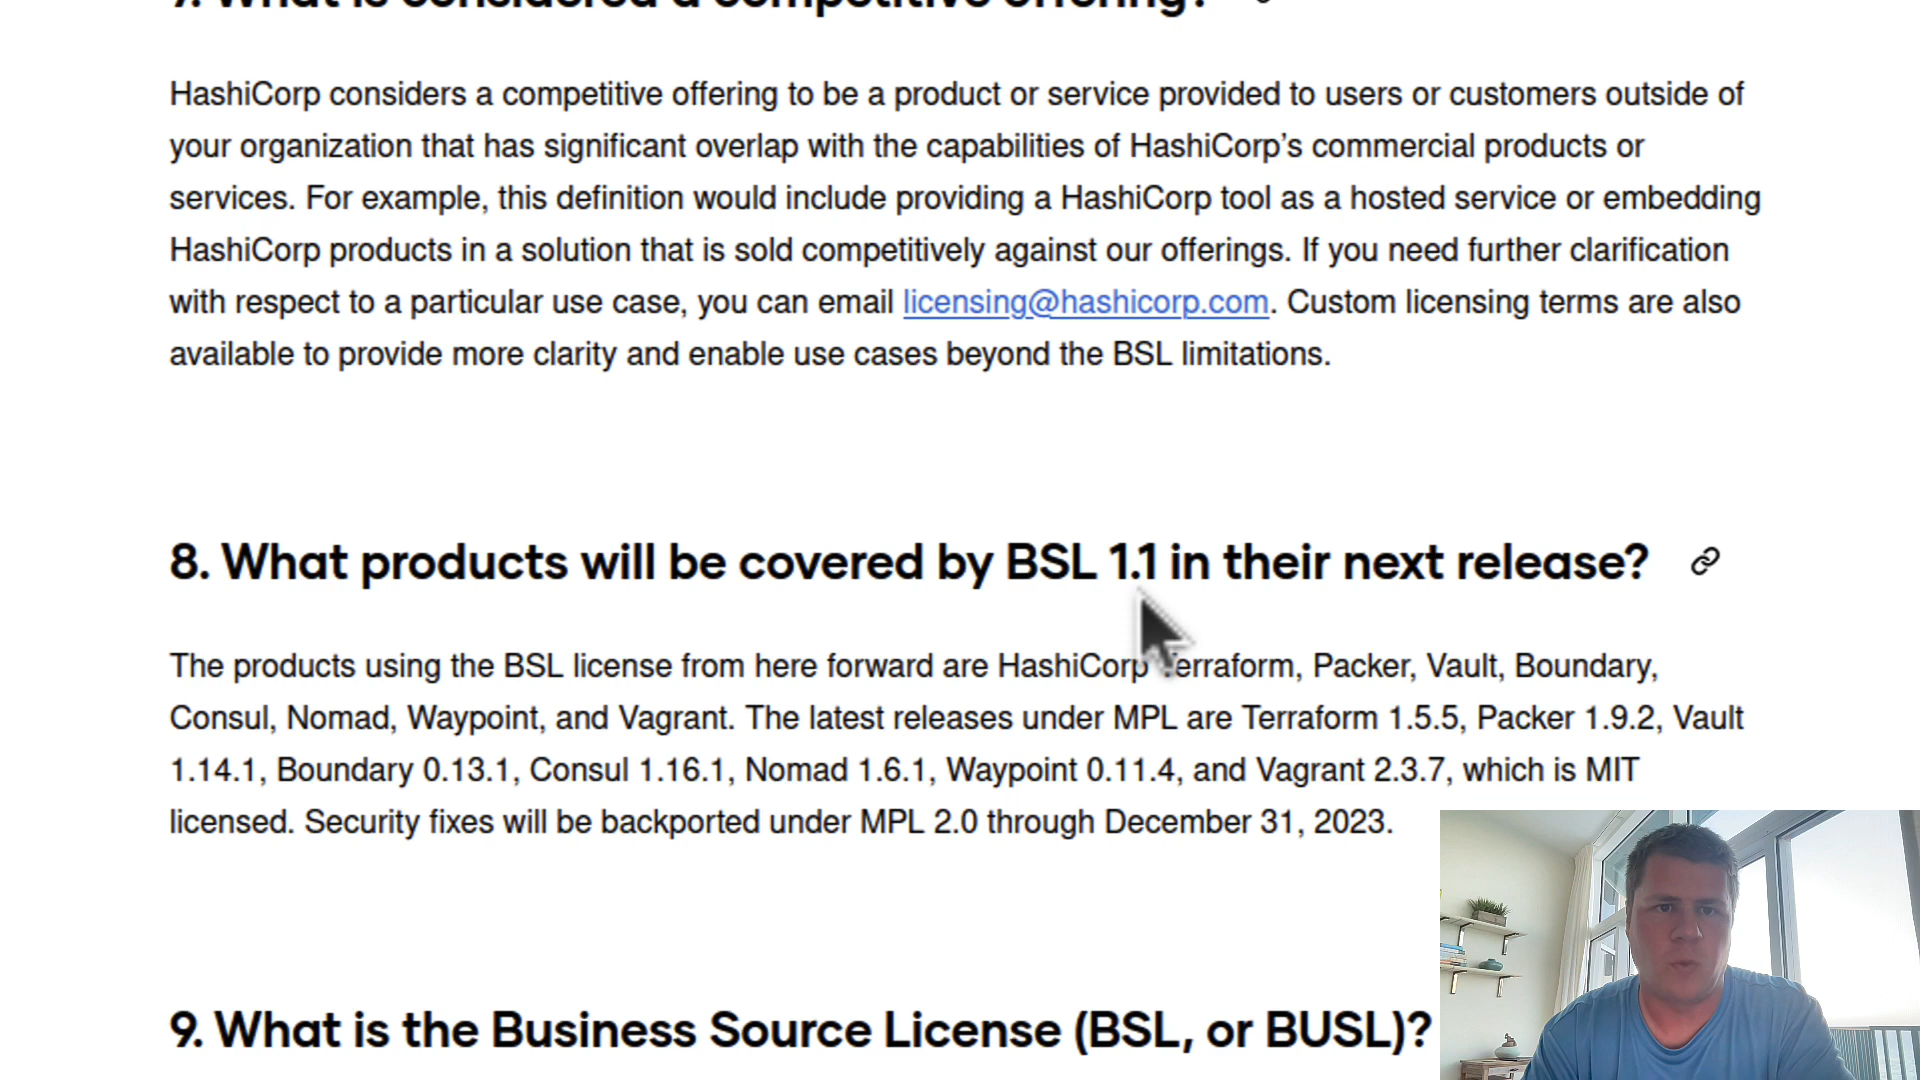 7. What is considered a competitive offering?
HashiCorp considers a competitive offering to be a product or service provided to users or customers outside of
your organization that has significant overlap with the capabilities of HashiCorp’s commercial products or
services. For example, this definition would include providing a HashiCorp tool as a hosted service or embedding
HashiCorp products in a solution that is sold competitively against our offerings. If you need further clarification
with respect to a particular use case, you can email licensing@hashicorp.com. Custom licensing terms are also
available to provide more clarity and enable use cases beyond the BSL limitations.
8. What products will be covered by BSL 1.1 in their next release?
The products using the BSL license from here forward are HashiCorp Terraform, Packer, Vault, Boundary,
Consul, Nomad, Waypoint, and Vagrant. The latest releases under MPL are Terraform 1.5.5, Packer 1.9.2, Vault
1.14.1, Boundary 0.13.1, Consul 1.16.1, Nomad 1.6.1, Waypoint 0.11.4, and Vagrant 2.3.7, which is MIT
licensed. Security fixes will be backported under MPL 2.0 through December 31, 2023.
9. What is the Business Source License (BSL, or BUSL)?